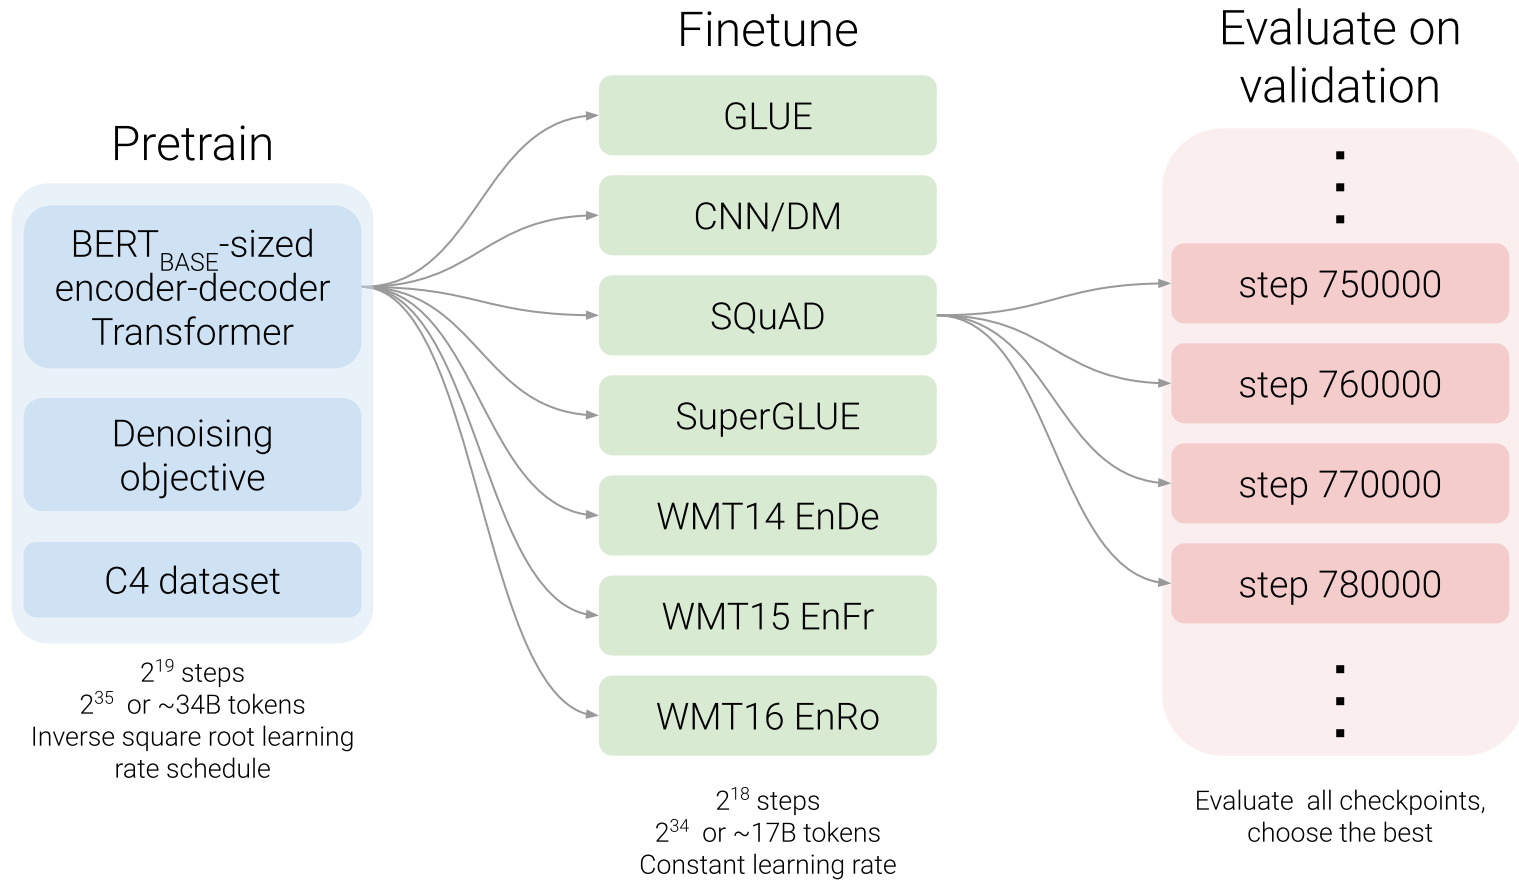 Pretrain
BERT_BASE-sized
encoder-decoder
Transformer
Denoising
objective
C4 dataset
2^19 steps
2^35 or ~34B tokens
Inverse square root learning
rate schedule
Finetune
GLUE
CNN/DM
SQuAD
SuperGLUE
WMT14 EnDe
WMT15 EnFr
WMT16 EnRo
2^18 steps
2^34 or ~17B tokens
Constant learning rate
Evaluate on
validation
step 750000
step 760000
step 770000
step 780000
Evaluate all checkpoints,
choose the best